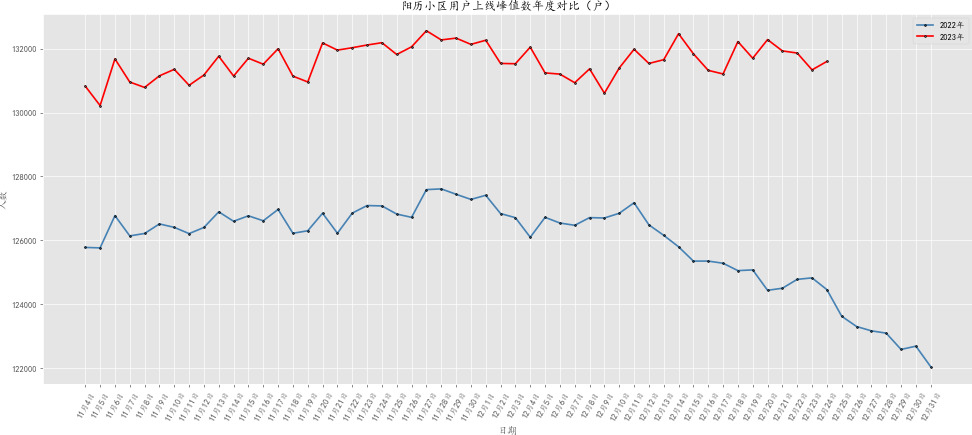 阳历小区用户上线峰值数年度对比（户）
2022年
2023年
132000
130000
128000
126000
124000
122000
人数
11月4日
11月5日
11月6日
11月7日
11月8日
11月9日
11月10日
11月11日
11月12日
11月13日
11月14日
11月15日
11月16日
11月17日
11月18日
11月19日
11月20日
11月21日
11月22日
11月23日
11月24日
11月25日
11月26日
11月27日
11月28日
11月29日
11月30日
12月1日
12月2日
12月3日
12月4日
12月5日
12月6日
12月7日
12月8日
12月9日
12月10日
12月11日
12月12日
12月13日
12月14日
12月15日
12月16日
12月17日
12月18日
12月19日
12月20日
12月21日
12月22日
12月23日
12月24日
12月25日
12月26日
12月27日
12月28日
12月29日
12月30日
12月31日
日期